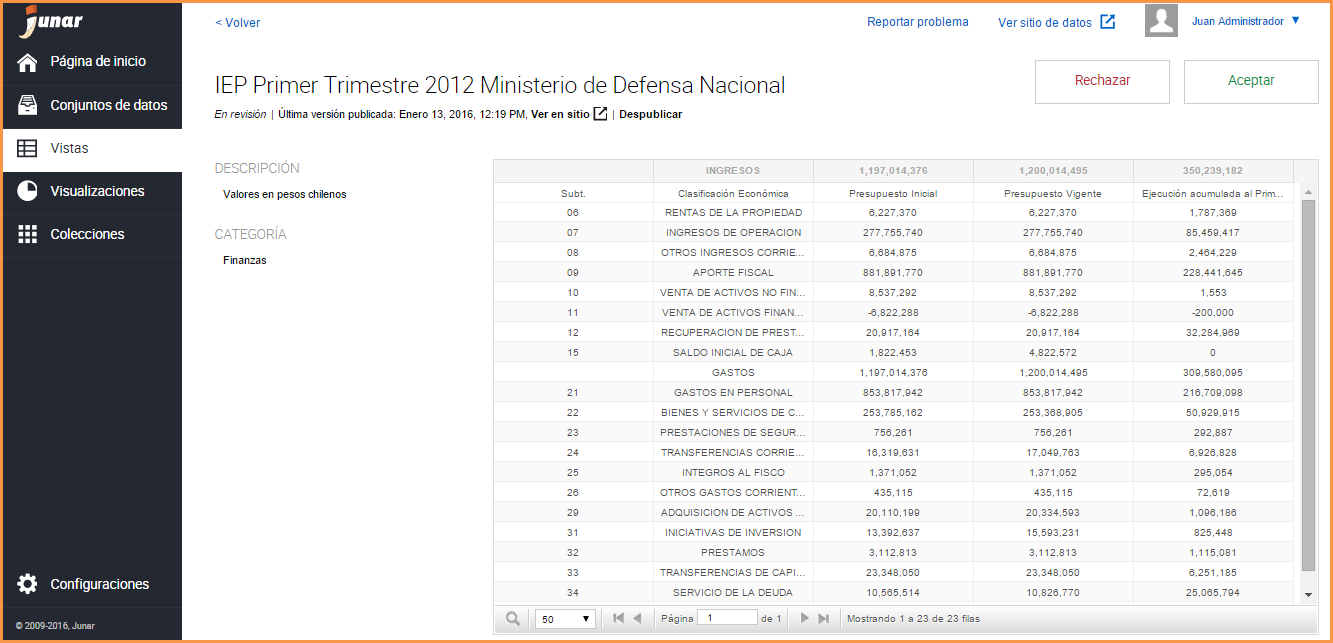 junar
< Volver
Reportar problema
Ver sitio de datos
Juan Administrador ▼
Página de inicio
Conjuntos de datos
Vistas
Visualizaciones
Colecciones
Configuraciones
© 2009-2016, Junar
IEP Primer Trimestre 2012 Ministerio de Defensa Nacional
Rechazar
Aceptar
En revisión | Última versión publicada: Enero 13, 2016, 12:19 PM, Ver en sitio | Despublicar
DESCRIPCIÓN
Valores en pesos chilenos
CATEGORÍA
Finanzas
INGRESOS 1,197,014,376 1,200,014,495 350,239,182
Subt. Clasificación Económica Presupuesto Inicial Presupuesto Vigente Ejecución acumulada al Prim...
06 RENTAS DE LA PROPIEDAD 6,227,370 6,227,370 1,787,369
07 INGRESOS DE OPERACION 277,755,740 277,755,740 85,459,417
08 OTROS INGRESOS CORRIE... 6,684,875 6,684,875 2,464,229
09 APORTE FISCAL 881,891,770 881,891,770 228,441,645
10 VENTA DE ACTIVOS NO FIN... 8,537,292 8,537,292 1,553
11 VENTA DE ACTIVOS FINAN... -6,822,288 -6,822,288 -200,000
12 RECUPERACION DE PREST... 20,917,164 20,917,164 32,284,969
15 SALDO INICIAL DE CAJA 1,822,453 4,822,572 0
GASTOS 1,197,014,376 1,200,014,495 309,580,095
21 GASTOS EN PERSONAL 853,817,942 853,817,942 216,709,098
22 BIENES Y SERVICIOS DE C... 253,785,162 253,368,905 50,929,915
23 PRESTACIONES DE SEGUR... 756,261 756,261 292,887
24 TRANSFERENCIAS CORRIE... 16,319,631 17,049,763 6,926,828
25 INTEGROS AL FISCO 1,371,052 1,371,052 295,054
26 OTROS GASTOS CORRIENT... 435,115 435,115 72,619
29 ADQUISICION DE ACTIVOS ... 20,110,199 20,334,593 1,096,186
31 INICIATIVAS DE INVERSION 13,392,637 15,593,231 825,448
32 PRESTAMOS 3,112,813 3,112,813 1,115,081
33 TRANSFERENCIAS DE CAPI... 23,348,050 23,348,050 6,251,185
34 SERVICIO DE LA DEUDA 10,565,514 10,826,770 25,065,794
50 ▼ Página 1 de 1 Mostrando 1 a 23 de 23 filas